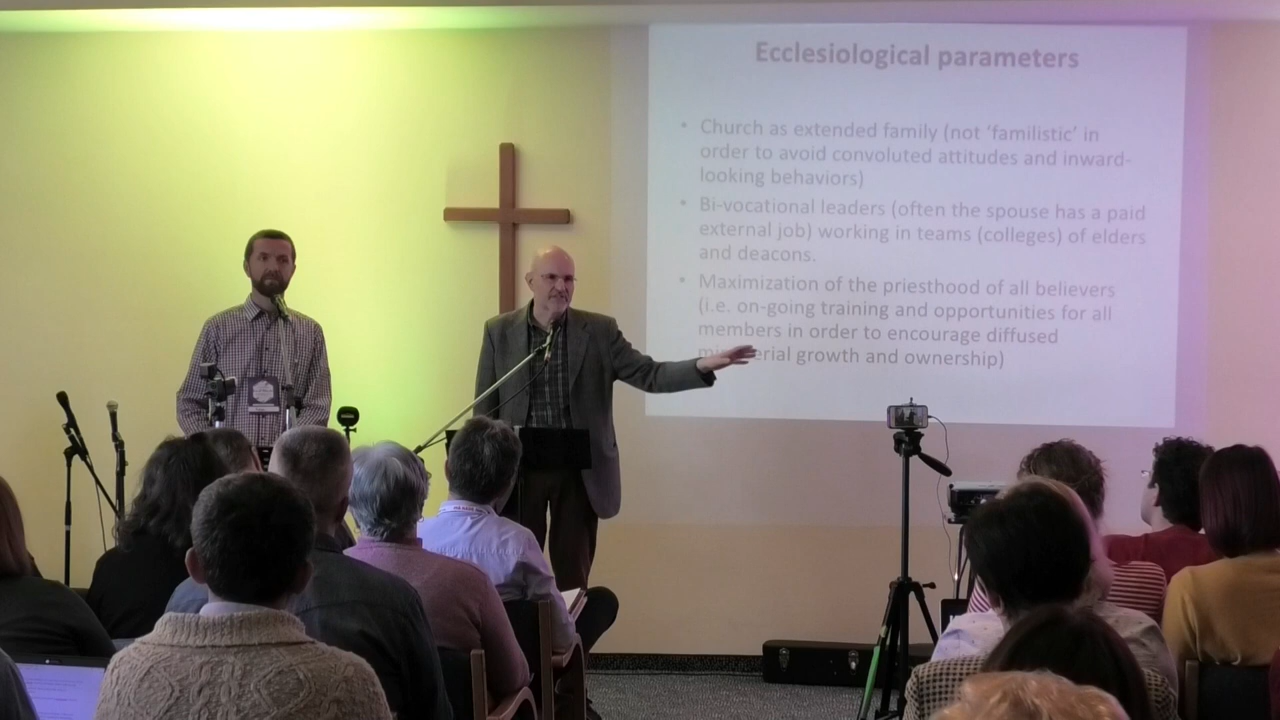 Ecclesiological parameters
• Church as extended family (not ‘familistic’ in
order to avoid convoluted attitudes and inward-
looking behaviors)
• Bi-vocational leaders (often the spouse has a paid
external job) working in teams (colleges) of elders
and deacons.
• Maximization of the priesthood of all believers
(i.e. on-going training and opportunities for all
members in order to encourage diffused
growth and ownership)